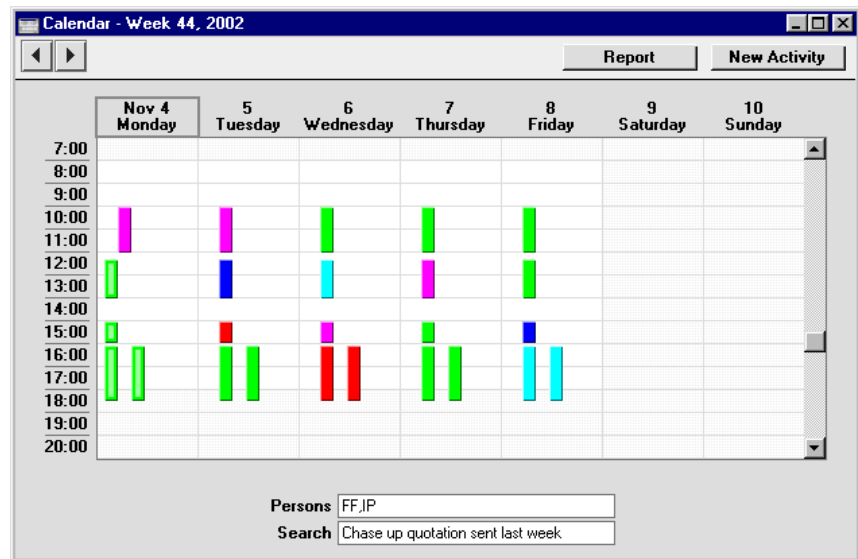 Calendar - Week 44, 2002
Report
New Activity
Nov 4 5 6 7 8 9 10
Monday Tuesday Wednesday Thursday Friday Saturday Sunday
7:00
8:00
9:00
10:00
11:00
12:00
13:00
14:00
15:00
16:00
17:00
18:00
19:00
20:00
Persons FF,IP
Search Chase up quotation sent last week